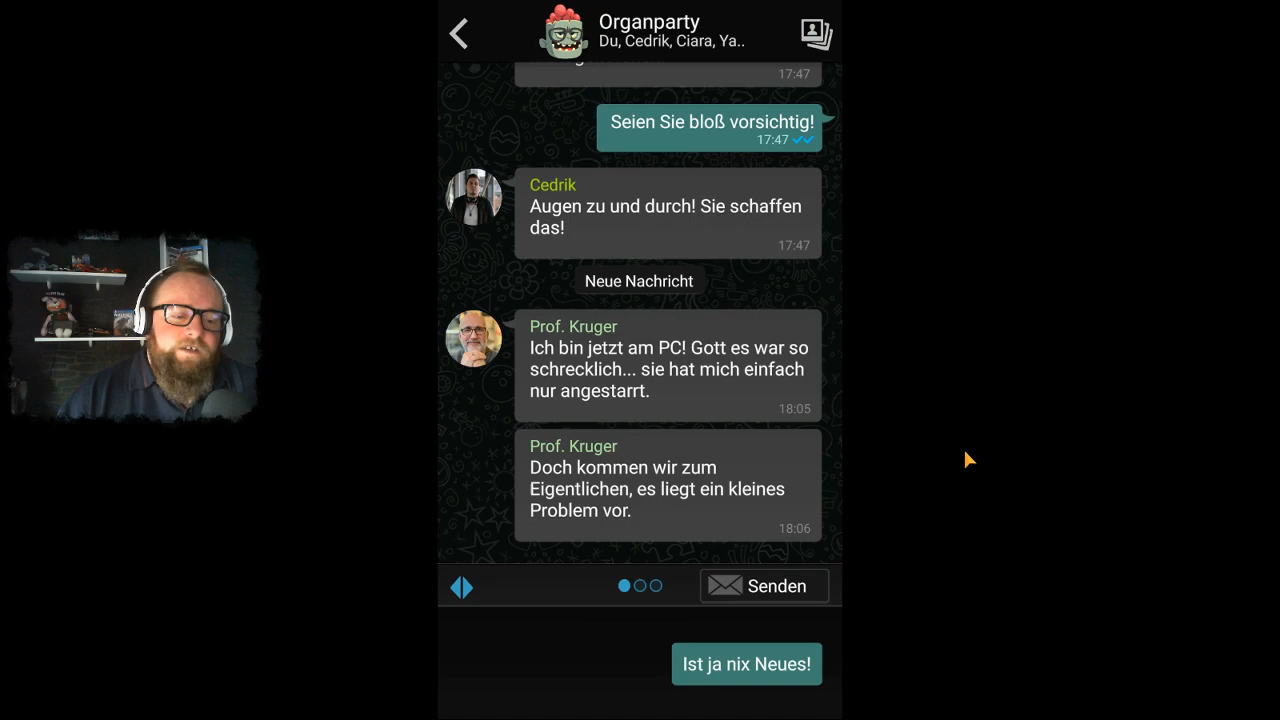 Organparty
Du, Cedrik, Ciara, Ya..
17:47
Seien Sie bloß vorsichtig!
17:47
Cedrik
Augen zu und durch! Sie schaffen
das!
17:47
Neue Nachricht
Prof. Kruger
Ich bin jetzt am PC! Gott es war so
schrecklich... sie hat mich einfach
nur angestarrt.
18:05
Prof. Kruger
Doch kommen wir zum
Eigentlichen, es liegt ein kleines
Problem vor.
18:06
Senden
Ist ja nix Neues!